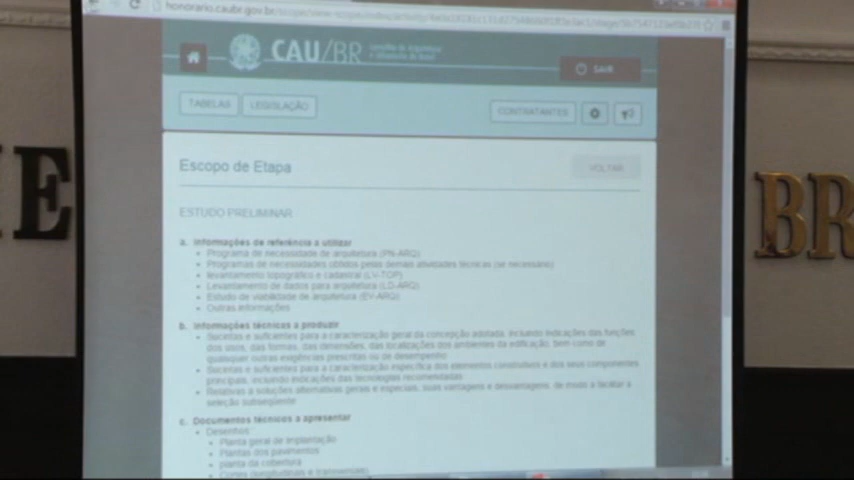 honorario.caubr.gov.br/
CAU/BR
SAIR
TABELAS LEGISLAÇÃO CONTRATANTES
Escopo de Etapa VOLTAR
ESTUDO PRELIMINAR
a. Informações de referência a utilizar
Programa de necessidade de arquitetura (PN-ARQ)
Programas de necessidades obtidos pelas demais atividades técnicas (se necessário)
levantamento topográfico e cadastral (LV-TOP)
Levantamento de dados para arquitetura (LD-ARQ)
Estudo de viabilidade de arquitetura (EV-ARQ)
Outras informações
b. Informações técnicas a produzir
Sucintas e suficientes para a caracterização geral da concepção adotada, incluindo indicações das funções
dos usos, das formas, das dimensões, das localizações dos ambientes da edificação, bem como de
quaisquer outras exigências prescritas ou de desempenho
Sucintas e suficientes para a caracterização específica dos elementos construtivos e dos seus componentes
principais, incluindo indicações das tecnologias recomendadas
Relativas a soluções alternativas gerais e especiais, suas vantagens e desvantagens, de modo a facilitar a
seleção subsequente
c. Documentos técnicos a apresentar
Desenhos
Planta geral de implantação
Plantas dos pavimentos
planta da cobertura
Cortes (longitudinais e transversais)
E
BR